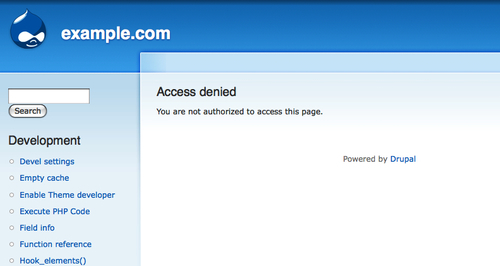 example.com
Search
Development
Devel settings
Empty cache
Enable Theme developer
Execute PHP Code
Field info
Function reference
Hook_elements()
Access denied
You are not authorized to access this page.
Powered by Drupal